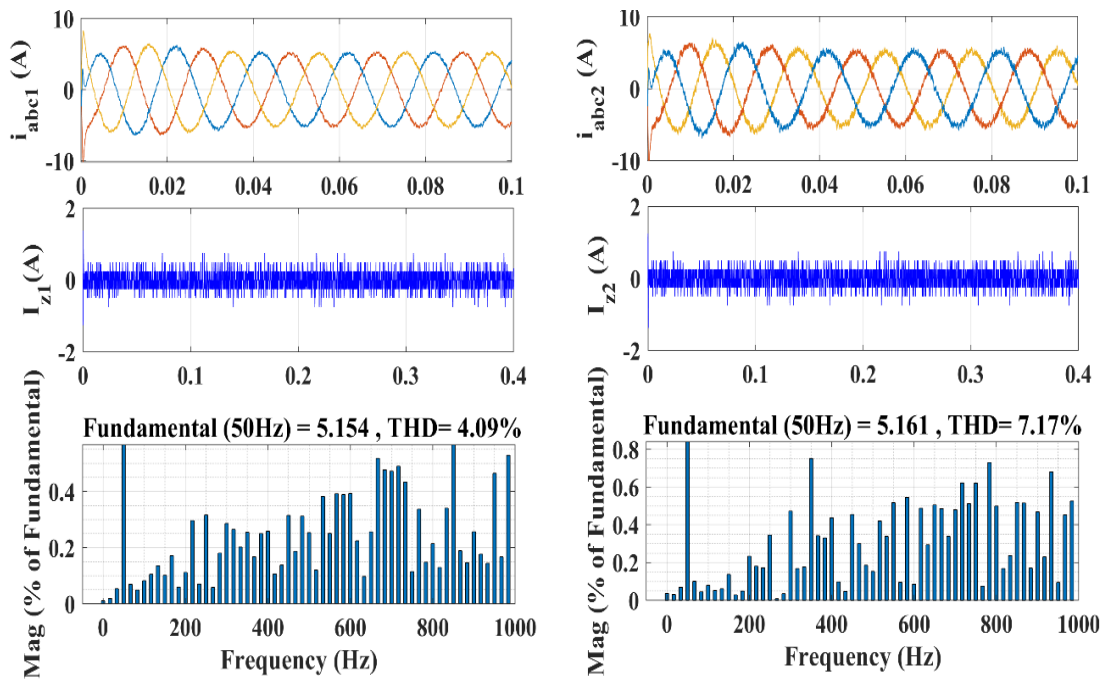 i abc1 (A)
10
0
-10
0 0.02 0.04 0.06 0.08 0.1
I z1 (A)
2
0
-2
0 0.1 0.2 0.3 0.4
Fundamental (50Hz) = 5.154 , THD= 4.09%
Mag (% of Fundamental)
0.4
0.2
0
0 200 400 600 800 1000
Frequency (Hz)
i abc2 (A)
10
0
-10
0 0.02 0.04 0.06 0.08 0.1
I z2 (A)
2
0
-2
0 0.1 0.2 0.3 0.4
Fundamental (50Hz) = 5.161 , THD= 7.17%
Mag (% of Fundamental)
0.8
0.6
0.4
0.2
0
0 200 400 600 800 1000
Frequency (Hz)